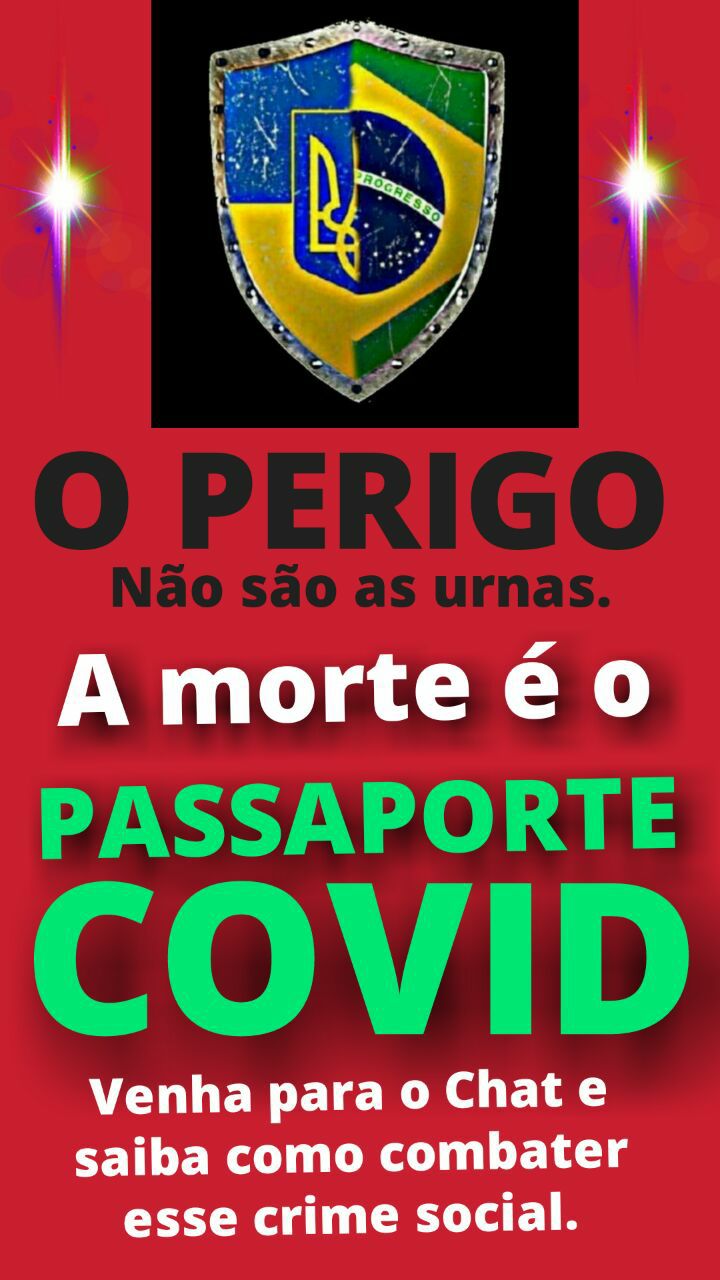 PROGRESSO
O PERIGO
Não são as urnas.
A morte é o
PASSAPORTE
COVID
Venha para o Chat e
saiba como combater
esse crime social.